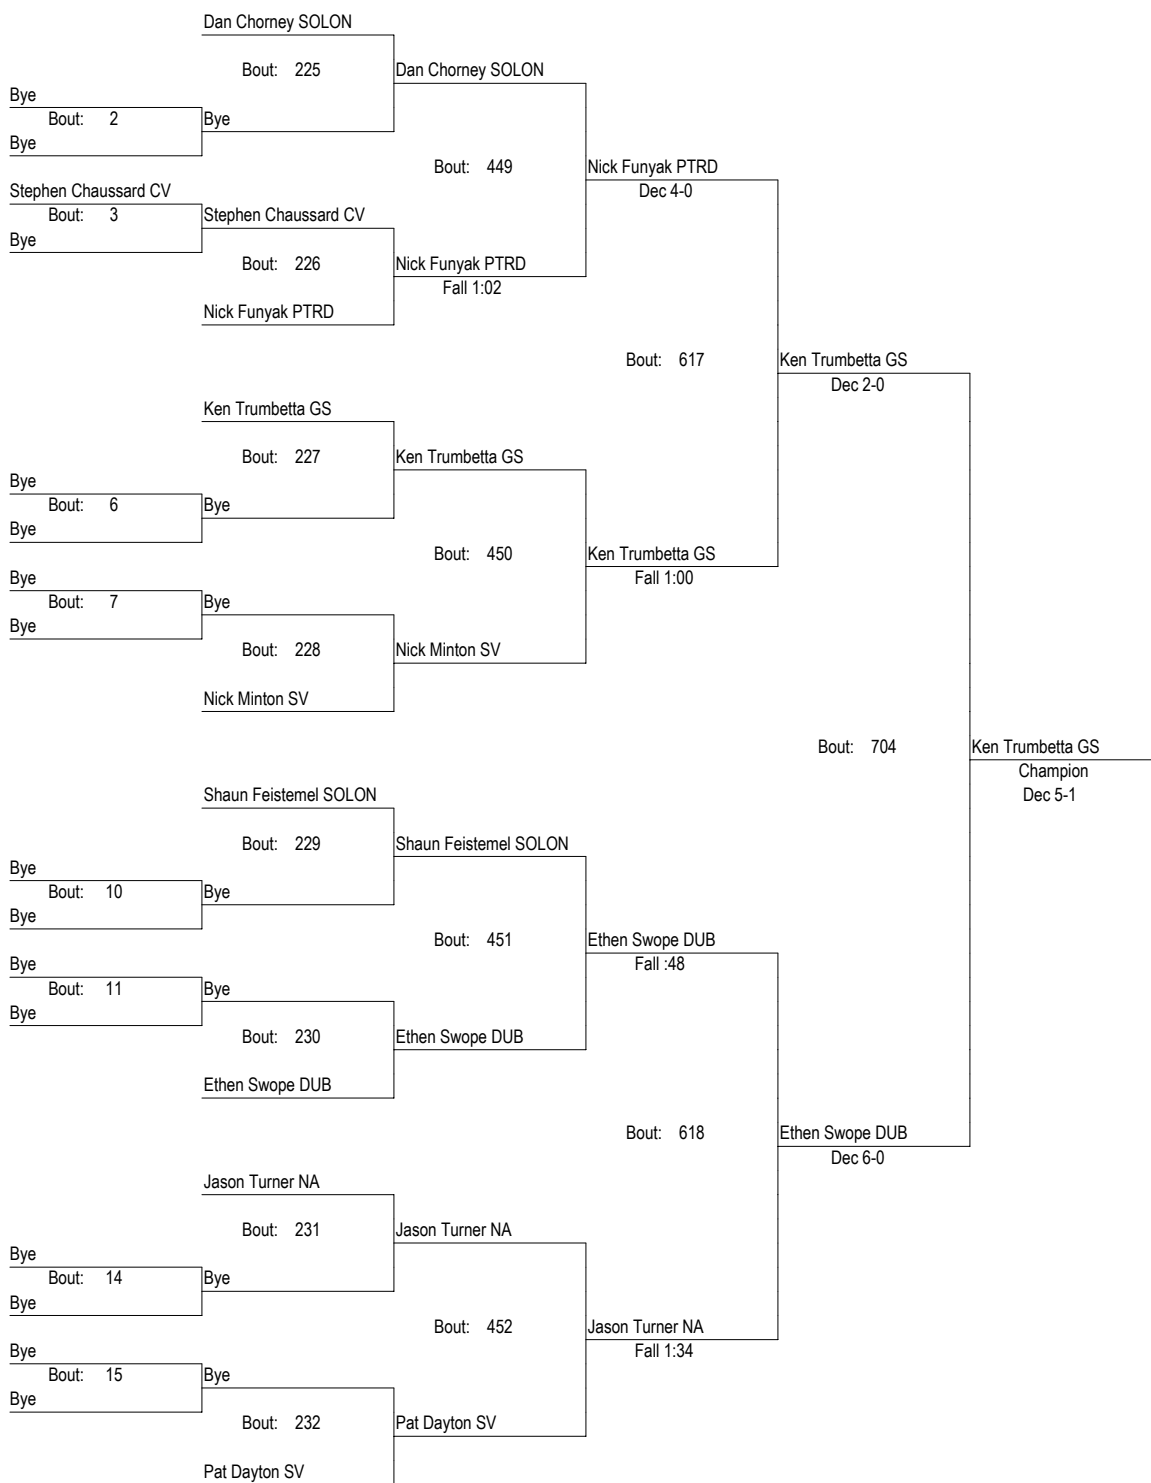 Dan Chorney SOLON
Bout: 225
Dan Chorney SOLON
Bye
Bout: 2
Bye
Bye
Bout: 449
Nick Funyak PTRD
Dec 4-0
Stephen Chaussard CV
Bout: 3
Stephen Chaussard CV
Bye
Bout: 226
Nick Funyak PTRD
Fall 1:02
Nick Funyak PTRD
Bout: 617
Ken Trumbetta GS
Dec 2-0
Ken Trumbetta GS
Bout: 227
Ken Trumbetta GS
Bye
Bout: 6
Bye
Bye
Bout: 450
Ken Trumbetta GS
Fall 1:00
Bye
Bout: 7
Bye
Bye
Bout: 228
Nick Minton SV
Nick Minton SV
Bout: 704
Ken Trumbetta GS
Champion
Dec 5-1
Shaun Feistemel SOLON
Bout: 229
Shaun Feistemel SOLON
Bye
Bout: 10
Bye
Bye
Bout: 451
Ethen Swope DUB
Fall :48
Bye
Bout: 11
Bye
Bye
Bout: 230
Ethen Swope DUB
Ethen Swope DUB
Bout: 618
Ethen Swope DUB
Dec 6-0
Jason Turner NA
Bout: 231
Jason Turner NA
Bye
Bout: 14
Bye
Bye
Bout: 452
Jason Turner NA
Fall 1:34
Bye
Bout: 15
Bye
Bye
Bout: 232
Pat Dayton SV
Pat Dayton SV